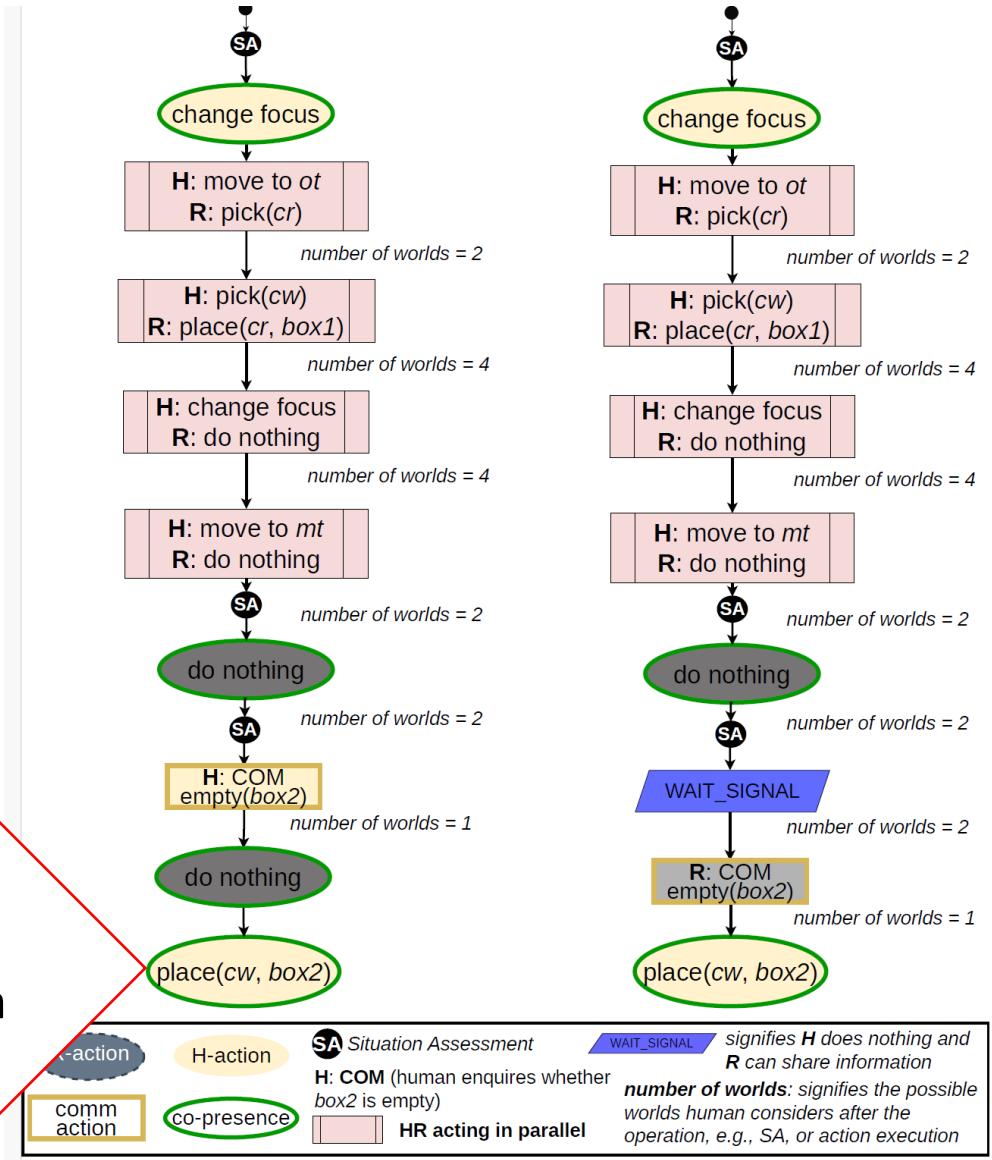 SA
change focus
H: move to ot
R: pick(cr)
number of worlds = 2
H: pick(cw)
R: place(cr, box1)
number of worlds = 4
H: change focus
R: do nothing
number of worlds = 4
H: move to mt
R: do nothing
SA
number of worlds = 2
do nothing
number of worlds = 2
SA
H: COM
empty(box2)
number of worlds = 1
do nothing
place(cw, box2)
SA
change focus
H: move to ot
R: pick(cr)
number of worlds = 2
H: pick(cw)
R: place(cr, box1)
number of worlds = 4
H: change focus
R: do nothing
number of worlds = 4
H: move to mt
R: do nothing
SA
number of worlds = 2
do nothing
number of worlds = 2
SA
WAIT_SIGNAL
number of worlds = 2
R: COM
empty(box2)
number of worlds = 1
place(cw, box2)
-action
H-action
comm
action
co-presence
SA Situation Assessment
H: COM (human enquires whether
box2 is empty)
HR acting in parallel
WAIT_SIGNAL
signifies H does nothing and
R can share information
number of worlds: signifies the possible
worlds human considers after the
operation, e.g., SA, or action execution